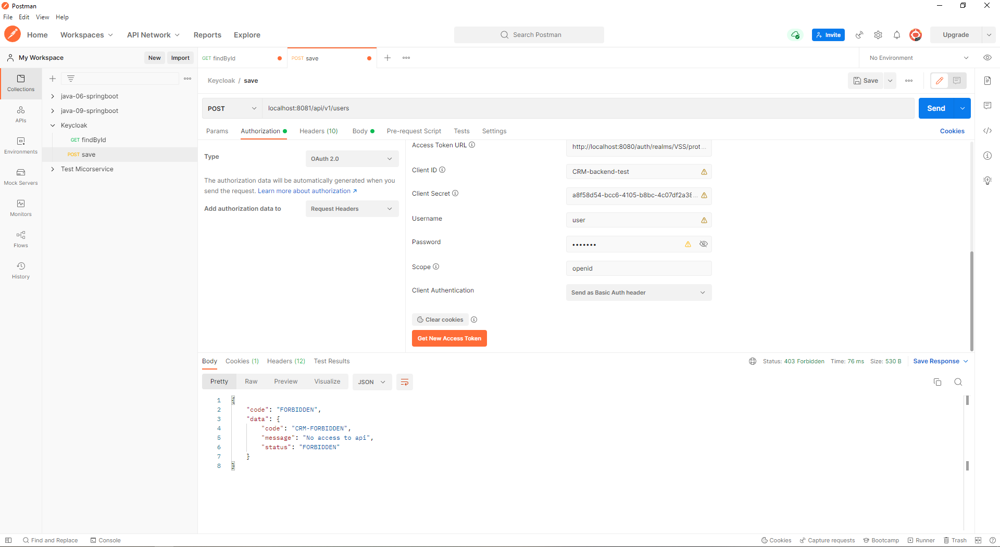 Postman
File Edit View Help
Home Workspaces API Network Reports Explore
Search Postman
Invite
Upgrade
My Workspace New Import
GET findById
POST save
No Environment
Collections
APIs
Environments
Mock Servers
Monitors
Flows
History
java-06-springboot
java-09-springboot
Keycloak
GET findById
POST save
Test Micorservice
Keycloak / save
Save
POST localhost:8081/api/v1/users
Send
Params Authorization Headers (10) Body Pre-request Script Tests Settings
Cookies
Type OAuth 2.0
The authorization data will be automatically generated when you
send the request. Learn more about authorization ↗
Add authorization data to Request Headers
Access Token URL http://localhost:8080/auth/realms/VSS/prot...
Client ID CRM-backend-test
Client Secret a8f58d54-bcc6-4105-b8bc-4c07df2a38...
Username user
Password •••••••
Scope openid
Client Authentication Send as Basic Auth header
Clear cookies
Get New Access Token
Body Cookies (1) Headers (12) Test Results
Status: 403 Forbidden Time: 76 ms Size: 530 B Save Response
Pretty Raw Preview Visualize JSON
1 {
2 "code": "FORBIDDEN",
3 "data": {
4 "code": "CRM-FORBIDDEN",
5 "message": "No access to api",
6 "status": "FORBIDDEN"
7 }
8 }
Find and Replace Console
Cookies Capture requests Bootcamp Runner Trash